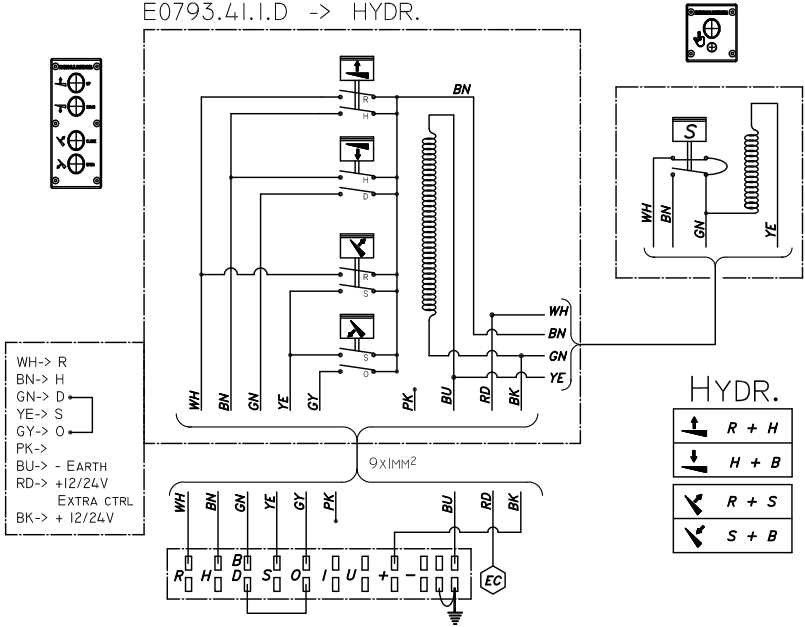 E0793.41.1.D -> HYDR.
R
H
BN
H
D
S
R
S
S
O
WH
BN
GN
YE
WH
BN
GN
YE
WH
BN
GN
YE
GY
PK
BU
RD
BK
WH-> R
BN-> H
GN-> D
YE-> S
GY-> O
PK->
BU-> - EARTH
RD-> +12/24V
EXTRA CTRL
BK-> + 12/24V
HYDR.
R + H
H + B
R + S
S + B
9x1MM²
WH
BN
GN
YE
GY
PK
BU
RD
BK
R H B D S O I U + -
EC